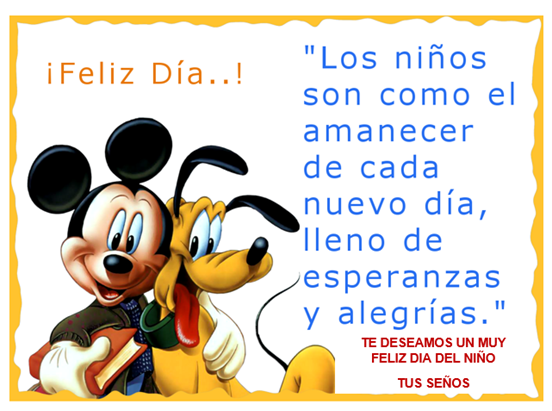 ¡Feliz Día..!
"Los niños
son como el
amanecer
de cada
nuevo día,
lleno de
esperanzas
y alegrías."
TE DESEAMOS UN MUY
FELIZ DIA DEL NIÑO
TUS SEÑOS